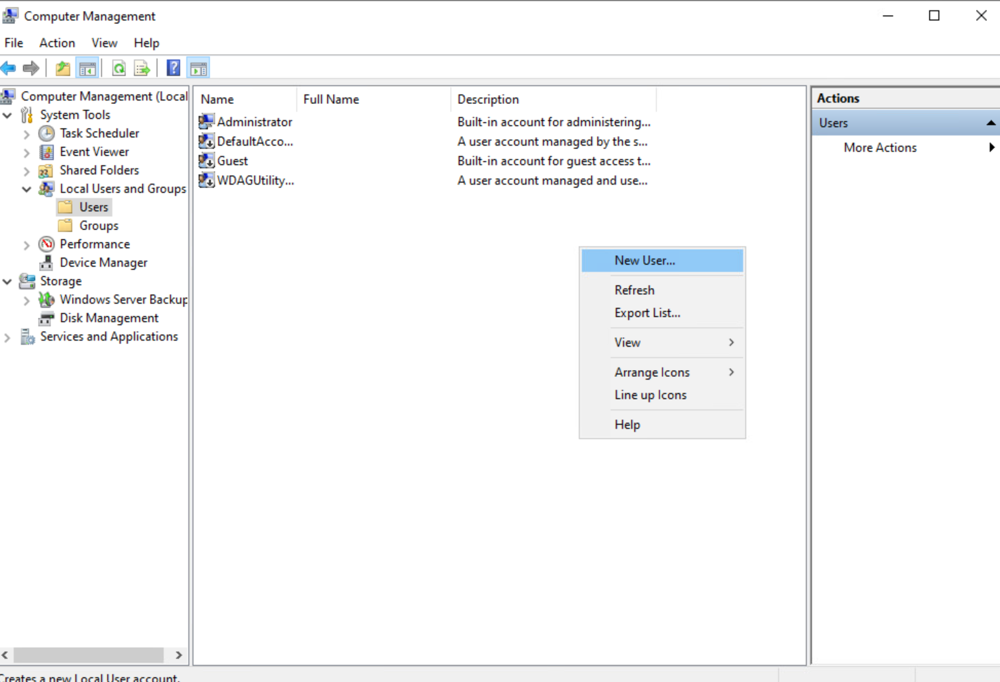 Computer Management
File Action View Help
Computer Management (Local
System Tools
Task Scheduler
Event Viewer
Shared Folders
Local Users and Groups
Users
Groups
Performance
Device Manager
Storage
Windows Server Backup
Disk Management
Services and Applications
Name Full Name Description
Administrator Built-in account for administering...
DefaultAcco... A user account managed by the s...
Guest Built-in account for guest access t...
WDAGUtility... A user account managed and use...
New User...
Refresh
Export List...
View
Arrange Icons
Line up Icons
Help
Actions
Users
More Actions
Creates a new Local User account.